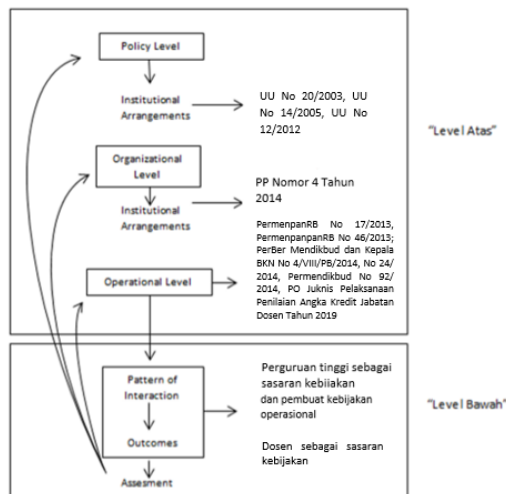 Policy Level
Institutional
Arrangements
UU No 20/2003, UU
No 14/2005, UU No
12/2012
"Level Atas"
Organizational
Level
Institutional
Arrangements
PP Nomor 4 Tahun
2014
PermenpanRB No 17/2013,
PermenpanpanRB No 46/2013;
PerBer Mendikbud dan Kepala
BKN No 4/VIII/PB/2014, No 24/
2014, Permendikbud No 92/
2014, PO Juknis Pelaksanaan
Penilaian Angka Kredit Jabatan
Dosen Tahun 2019
Operational Level
Pattern of
Interaction
Outcomes
Assesment
Perguruan tinggi sebagai
sasaran kebiiakan
dan pembuat kebijakan
operasional
Dosen sebagai sasaran
kebijakan
"Level Bawah"